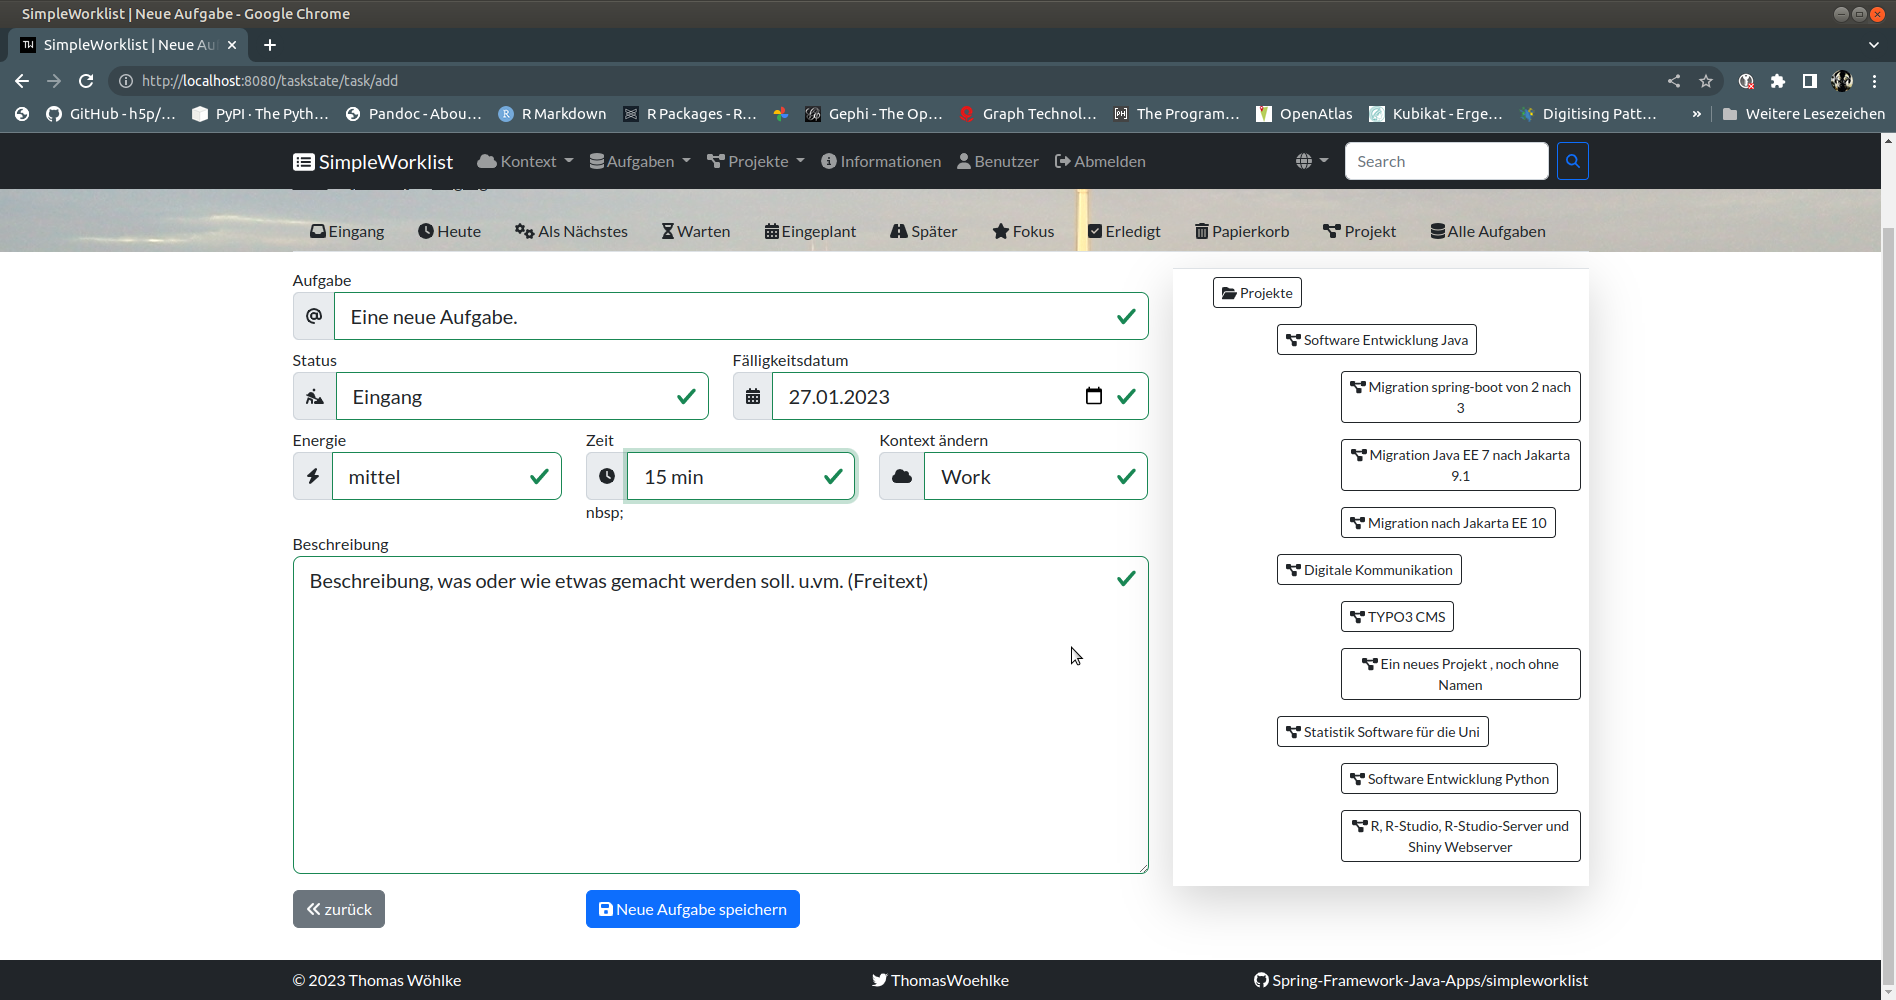 SimpleWorklist | Neue Aufgabe - Google Chrome
SimpleWorklist | Neue Au
http://localhost:8080/taskstate/task/add
GitHub - h5p/… PyPI · The Pyth… Pandoc - Abou… R Markdown R Packages - R… Gephi - The Op… Graph Technol… The Program… OpenAtlas Kubikat - Erge… Digitising Patt… » Weitere Lesezeichen
SimpleWorklist Kontext Aufgaben Projekte Informationen Benutzer Abmelden Search
Eingang Heute Als Nächstes Warten Eingeplant Später Fokus Erledigt Papierkorb Projekt Alle Aufgaben
Aufgabe
@ Eine neue Aufgabe.
Status Fälligkeitsdatum
Eingang 27.01.2023
Energie Zeit Kontext ändern
mittel 15 min Work
nbsp;
Beschreibung
Beschreibung, was oder wie etwas gemacht werden soll. u.vm. (Freitext)
zurück Neue Aufgabe speichern
Projekte
Software Entwicklung Java
Migration spring-boot von 2 nach
3
Migration Java EE 7 nach Jakarta
9.1
Migration nach Jakarta EE 10
Digitale Kommunikation
TYPO3 CMS
Ein neues Projekt , noch ohne
Namen
Statistik Software für die Uni
Software Entwicklung Python
R, R-Studio, R-Studio-Server und
Shiny Webserver
© 2023 Thomas Wöhlke ThomasWoehlke Spring-Framework-Java-Apps/simpleworklist